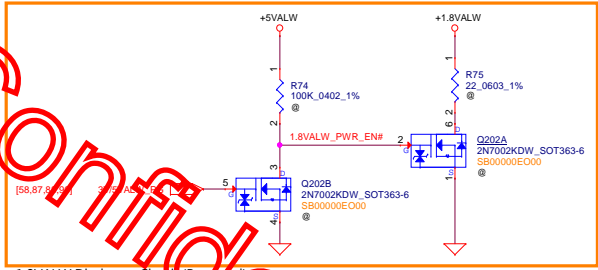 +5VALW
+1.8VALW
1
R74
100K_0402_1%
@
2
1
R75
22_0603_1%
@
2
1.8VALW_PWR_EN#
2
G
6
D
S
1
Q202A
2N7002KDW_SOT363-6
SB00000EO00
@
3
D
5
G
S
4
Q202B
2N7002KDW_SOT363-6
SB00000EO00
@
Confid